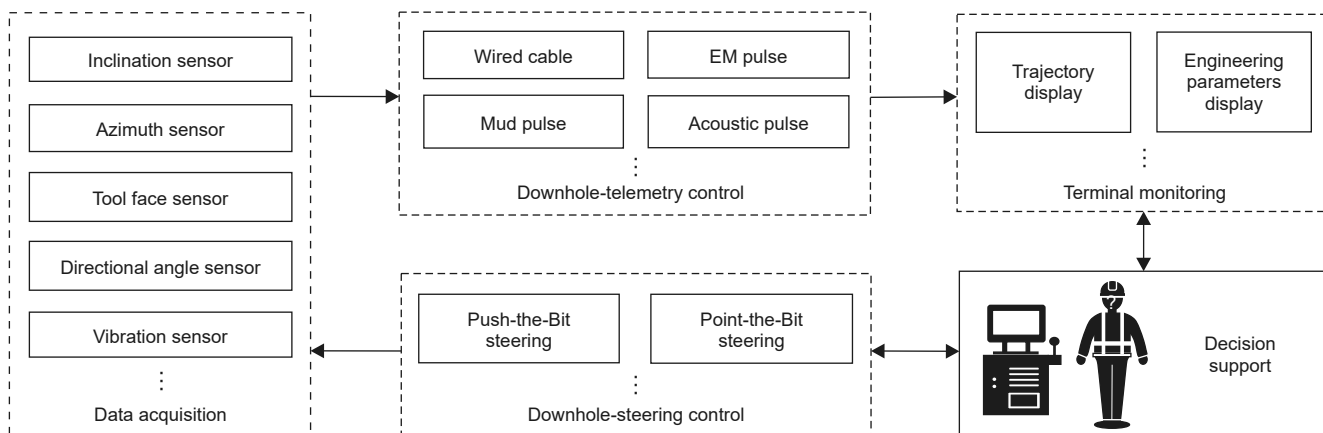 Inclination sensor
Azimuth sensor
Tool face sensor
Directional angle sensor
Vibration sensor
⋮
Data acquisition
Wired cable
EM pulse
Mud pulse
Acoustic pulse
⋮
Downhole-telemetry control
Trajectory
display
Engineering
parameters
display
⋮
Terminal monitoring
Push-the-Bit
steering
Point-the-Bit
steering
⋮
Downhole-steering control
?
Decision
support